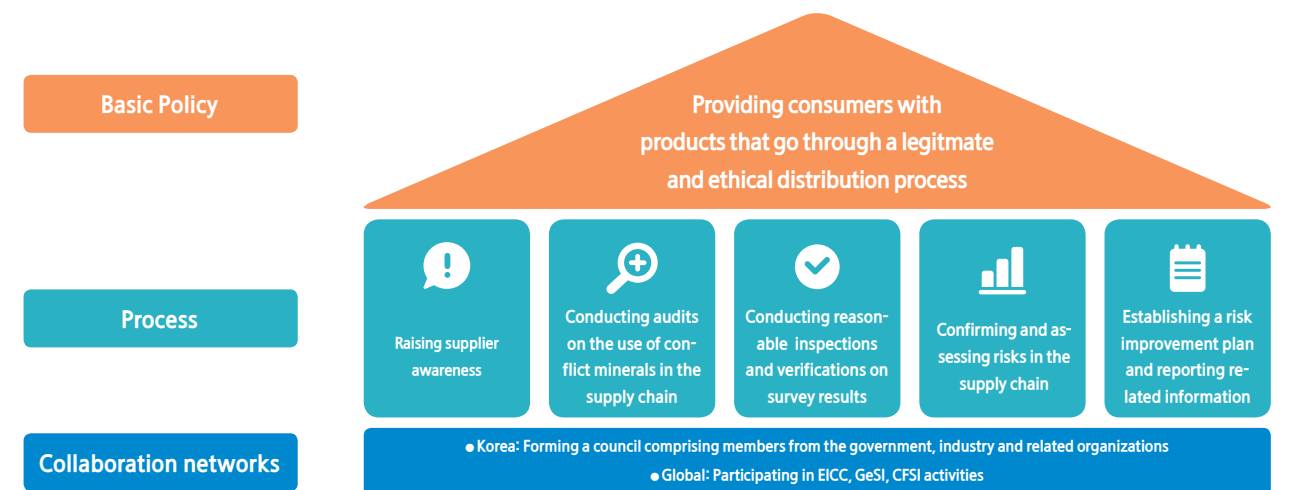 Basic Policy
Providing consumers with
products that go through a legitmate
and ethical distribution process
Process
Raising supplier
awareness
Conducting audits
on the use of con-
flict minerals in the
supply chain
Conducting reason-
able inspections
and verifications on
survey results
Confirming and as-
sessing risks in the
supply chain
Establishing a risk
improvement plan
and reporting re-
lated information
Collaboration networks
● Korea: Forming a council comprising members from the government, industry and related organizations
● Global: Participating in EICC, GeSI, CFSI activities